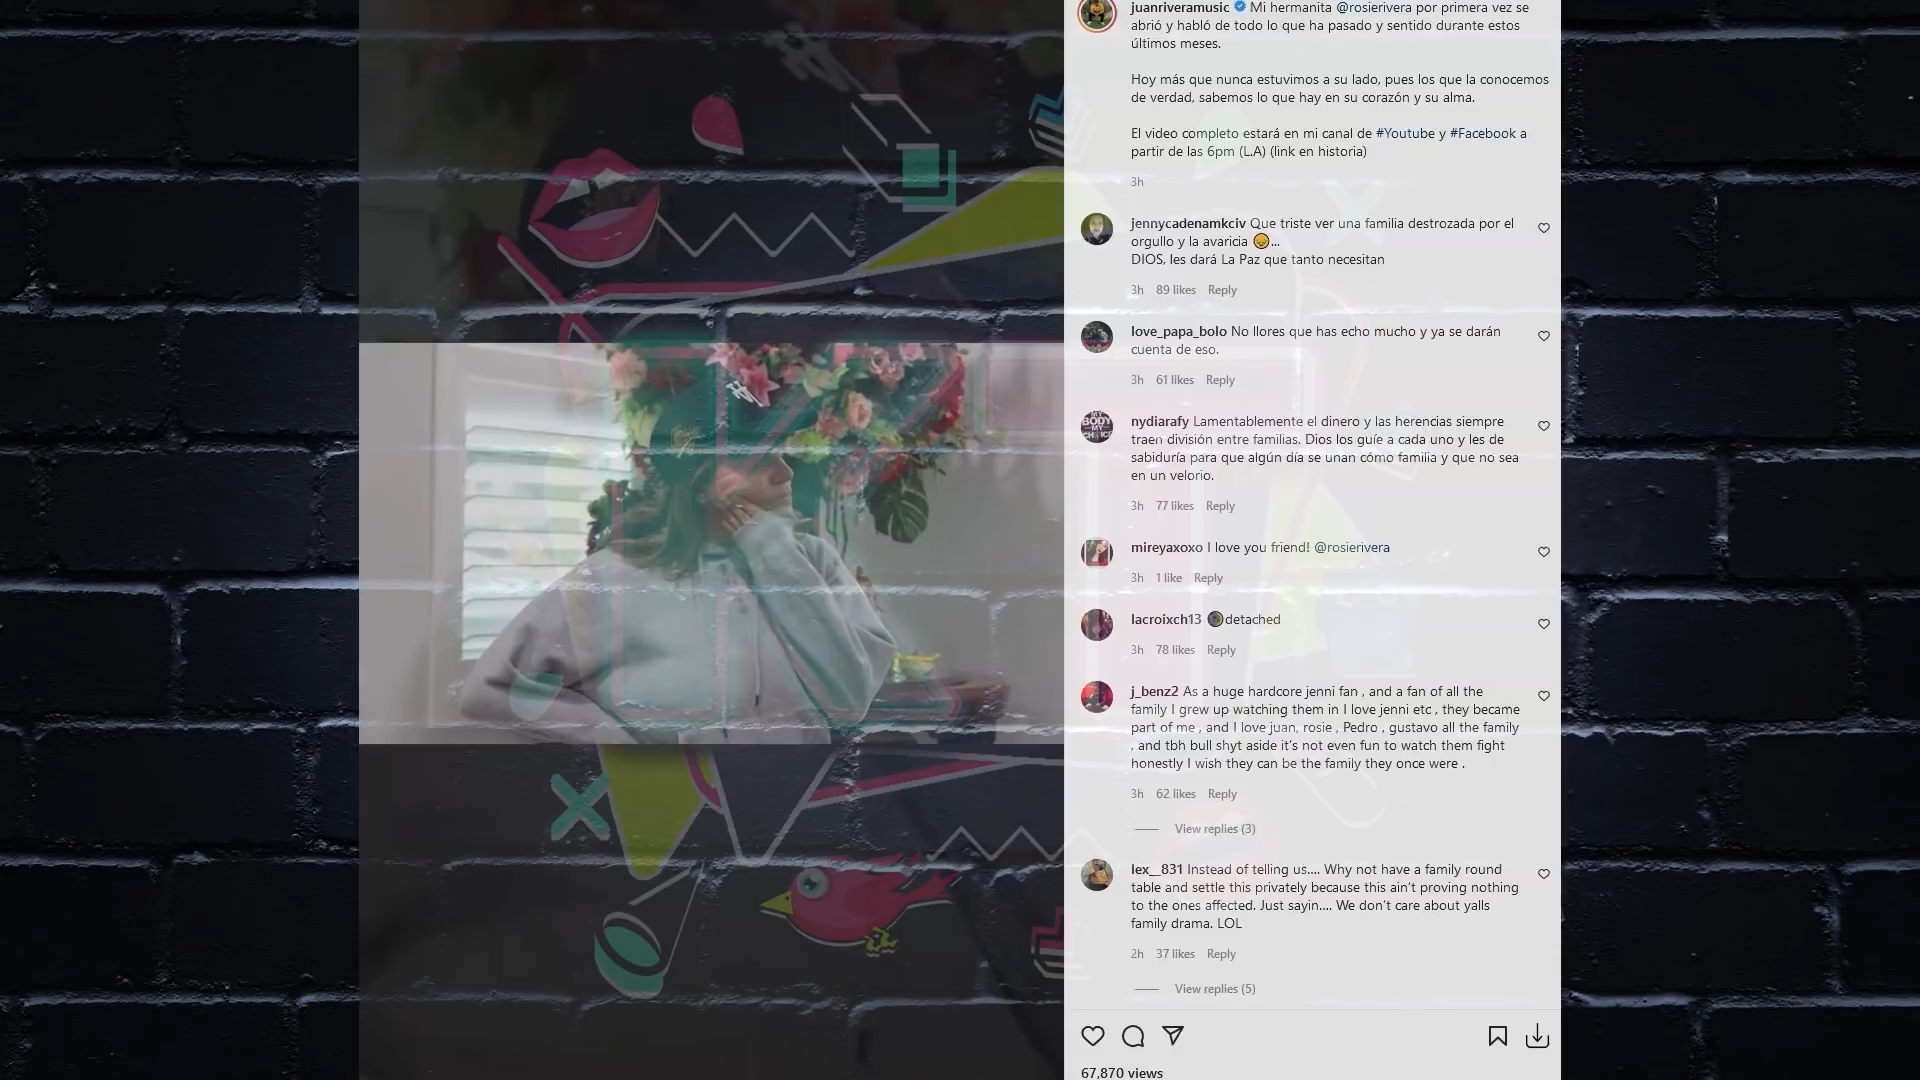 juanriveramusic Mi hermanita @rosierivera por primera vez se
abrió y habló de todo lo que ha pasado y sentido durante estos
últimos meses.
Hoy más que nunca estuvimos a su lado, pues los que la conocemos
de verdad, sabemos lo que hay en su corazón y su alma.
El video completo estará en mi canal de #Youtube y #Facebook a
partir de las 6pm (L.A) (link en historia)
3h
jennycadenamkciv Que triste ver una familia destrozada por el
orgullo y la avaricia 😞...
DIOS, les dará La Paz que tanto necesitan
3h 89 likes Reply
love_papa_bolo No llores que has echo mucho y ya se darán
cuenta de eso.
3h 61 likes Reply
MY
BODY
MY
CHOICE
nydiarafy Lamentablemente el dinero y las herencias siempre
traen división entre familias. Dios los guíe a cada uno y les de
sabiduría para que algún día se unan cómo familia y que no sea
en un velorio.
3h 77 likes Reply
mireyaxoxo I love you friend! @rosierivera
3h 1 like Reply
lacroixch13 detached
3h 78 likes Reply
j_benz2 As a huge hardcore jenni fan , and a fan of all the
family I grew up watching them in I love jenni etc , they became
part of me , and I love juan, rosie , Pedro , gustavo all the family
, and tbh bull shyt aside it's not even fun to watch them fight
honestly I wish they can be the family they once were .
3h 62 likes Reply
View replies (3)
lex__831 Instead of telling us.... Why not have a family round
table and settle this privately because this ain't proving nothing
to the ones affected. Just sayin.... We don't care about yalls
family drama. LOL
2h 37 likes Reply
View replies (5)
67,870 views